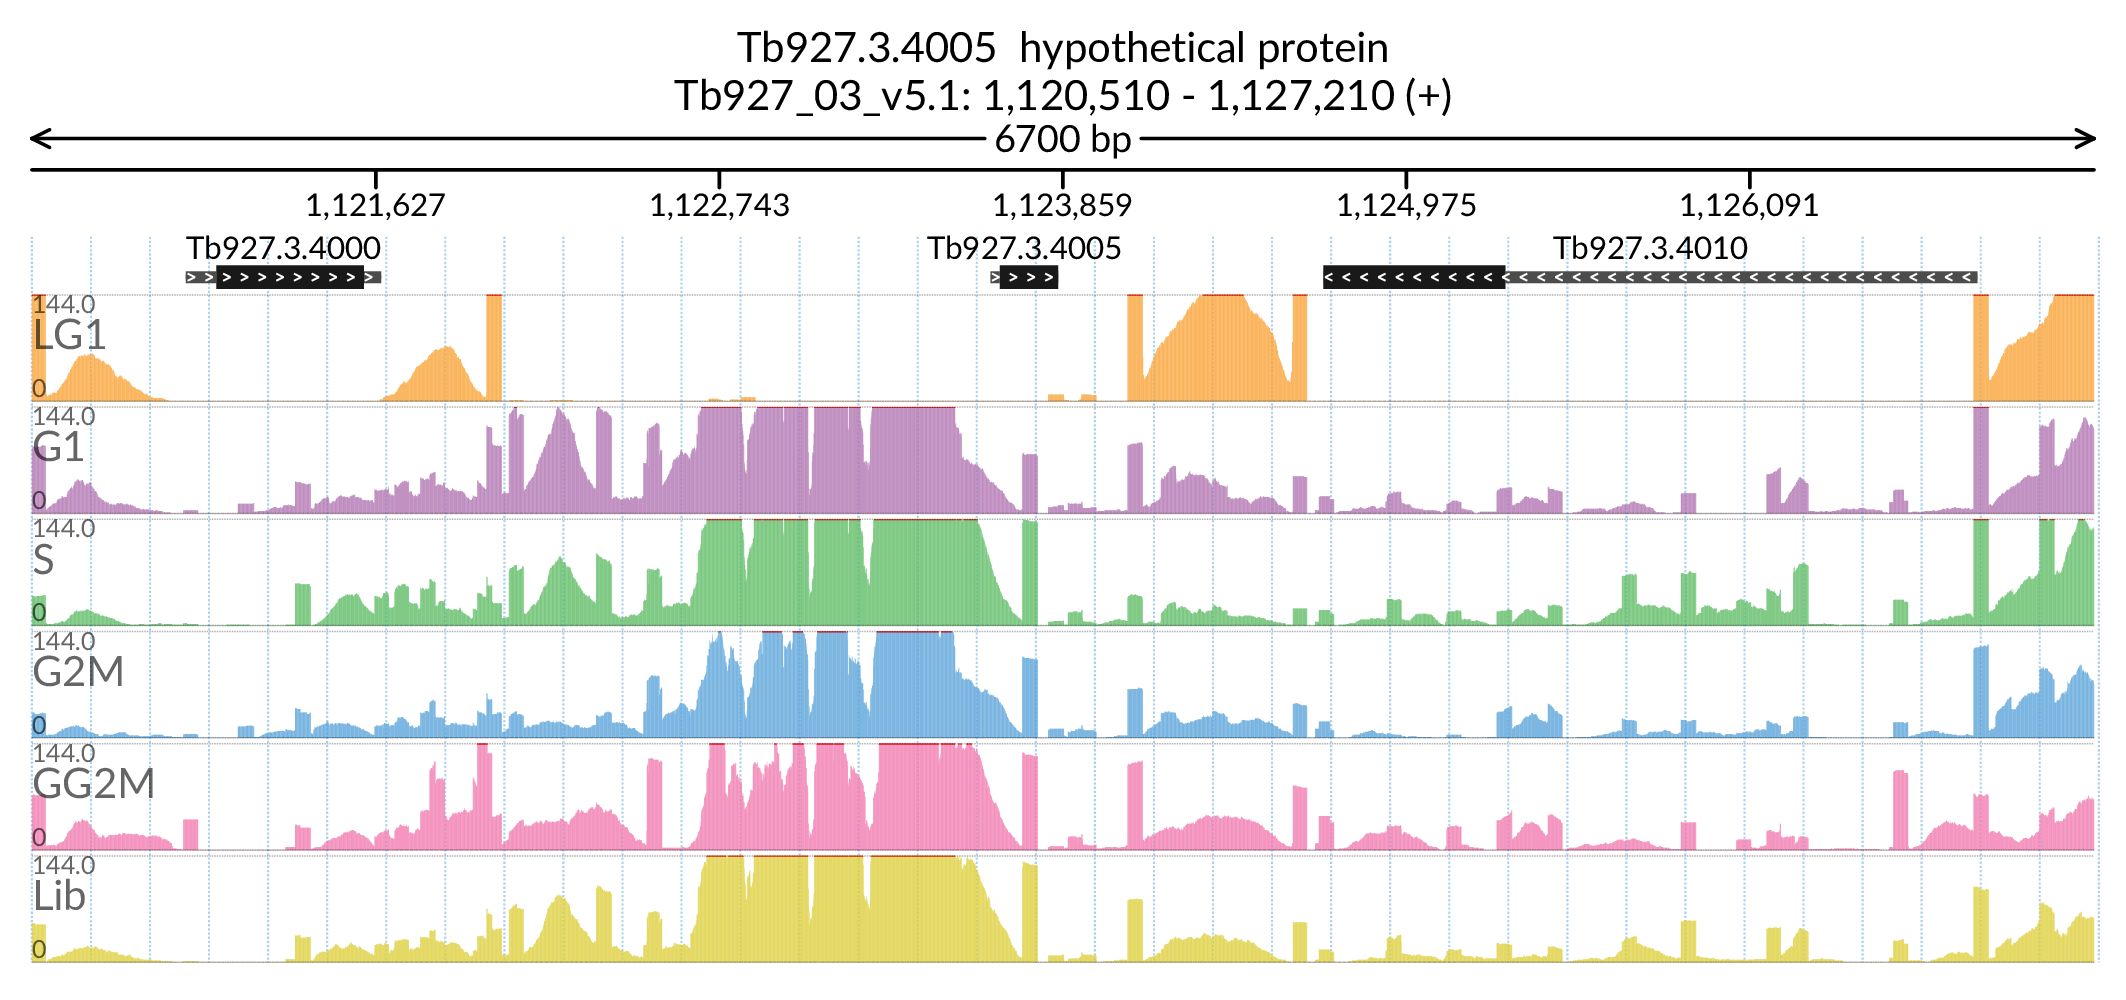 Tb927.3.4005  hypothetical protein
Tb927_03_v5.1: 1,120,510 - 1,127,210 (+)
6700 bp
1,121,627 1,122,743 1,123,859 1,124,975 1,126,091
Tb927.3.4000 Tb927.3.4005 Tb927.3.4010
144.0
LG1
0
144.0
G1
0
144.0
S
0
144.0
G2M
0
144.0
GG2M
0
144.0
Lib
0